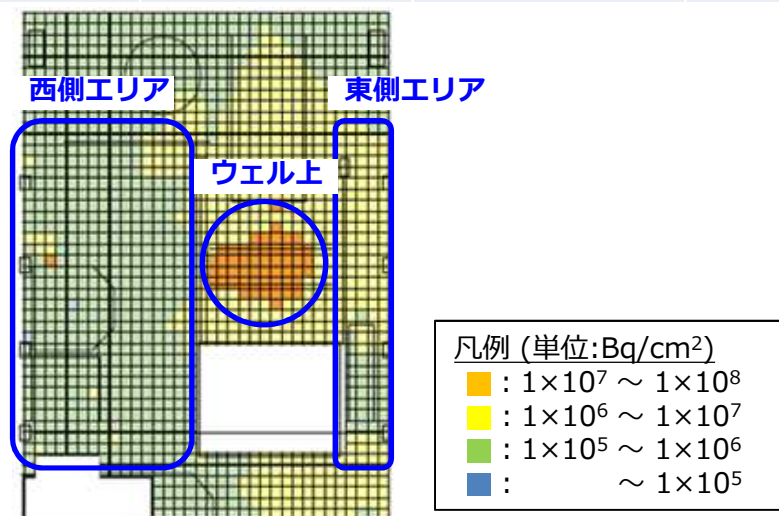 西側エリア
東側エリア
ウェル上
凡例 (単位:Bq/cm²)
: 1×10⁷ ～ 1×10⁸
: 1×10⁶ ～ 1×10⁷
: 1×10⁵ ～ 1×10⁶
: ～ 1×10⁵